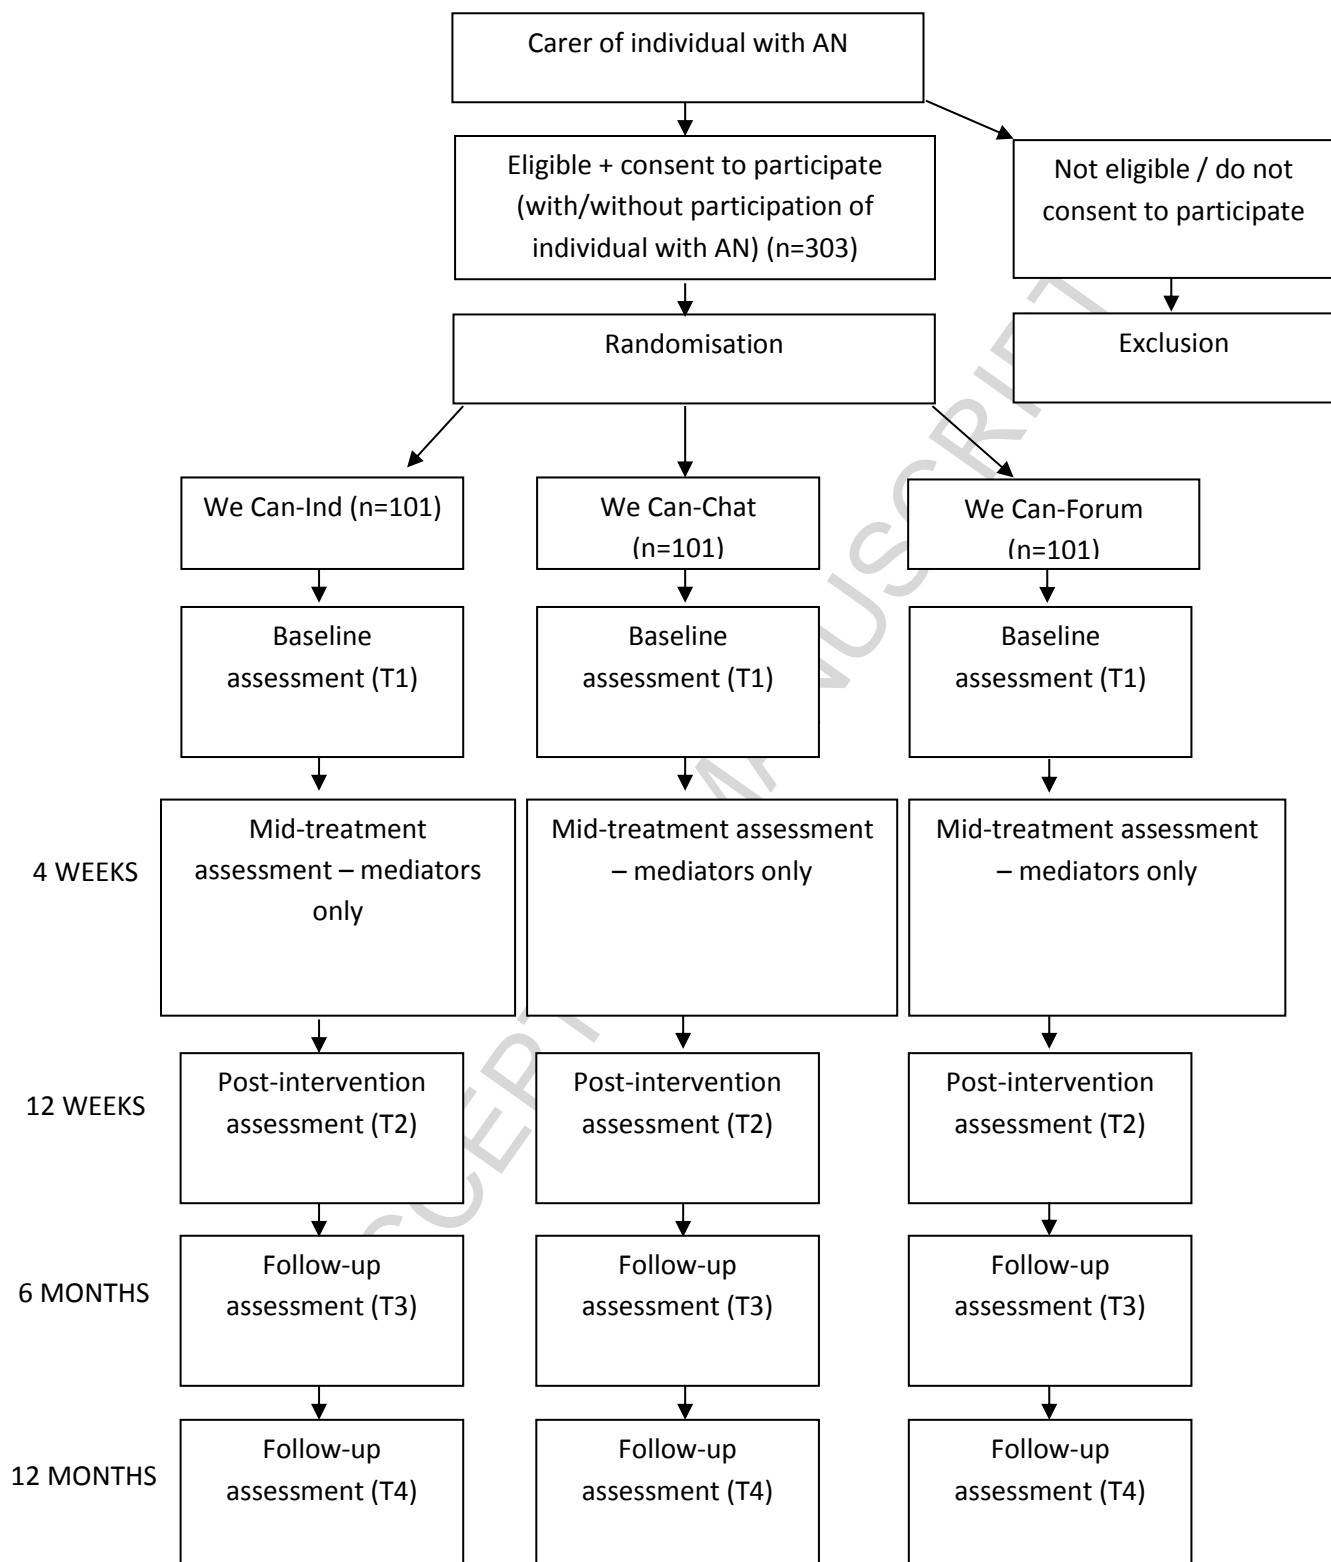 Carer of individual with AN
Eligible + consent to participate
(with/without participation of
individual with AN) (n=303)
Not eligible / do not
consent to participate
Randomisation
Exclusion
We Can-Ind (n=101)
We Can-Chat
(n=101)
We Can-Forum
(n=101)
Baseline
assessment (T1)
Baseline
assessment (T1)
Baseline
assessment (T1)
4 WEEKS
Mid-treatment
assessment – mediators
only
Mid-treatment assessment
– mediators only
Mid-treatment assessment
– mediators only
12 WEEKS
Post-intervention
assessment (T2)
Post-intervention
assessment (T2)
Post-intervention
assessment (T2)
6 MONTHS
Follow-up
assessment (T3)
Follow-up
assessment (T3)
Follow-up
assessment (T3)
12 MONTHS
Follow-up
assessment (T4)
Follow-up
assessment (T4)
Follow-up
assessment (T4)